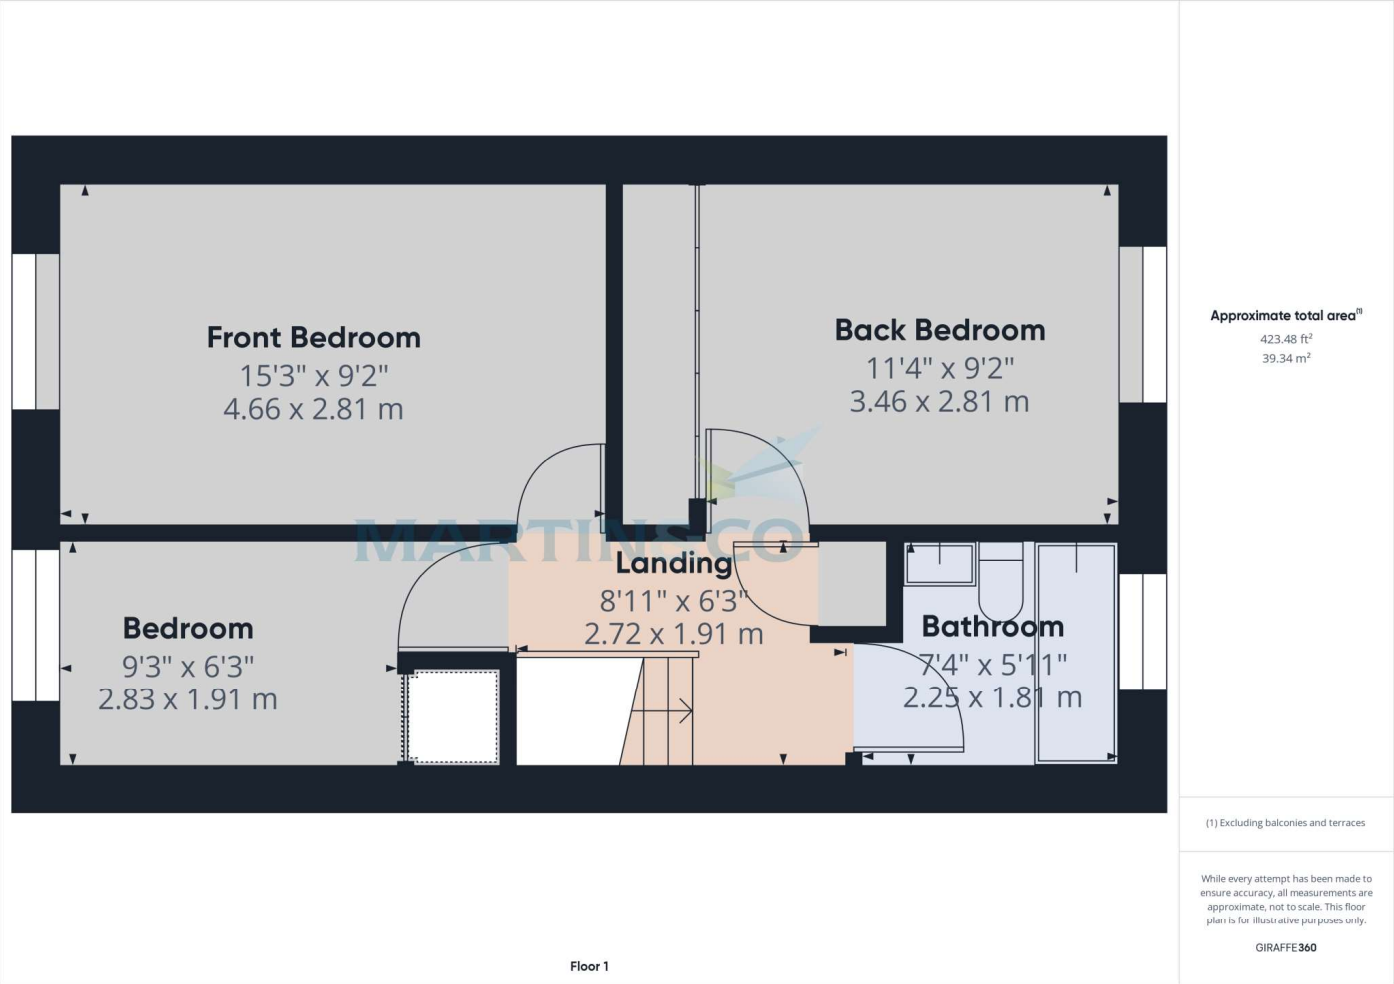 Front Bedroom
15'3" x 9'2"
4.66 x 2.81 m
Back Bedroom
11'4" x 9'2"
3.46 x 2.81 m
MARTIN&CO
Landing
8'11" x 6'3"
2.72 x 1.91 m
Bedroom
9'3" x 6'3"
2.83 x 1.91 m
Bathroom
7'4" x 5'11"
2.25 x 1.81 m
Floor 1
Approximate total area(1)
423.48 ft²
39.34 m²
(1) Excluding balconies and terraces
While every attempt has been made to
ensure accuracy, all measurements are
approximate, not to scale. This floor
plan is for illustrative purposes only.
GIRAFFE360